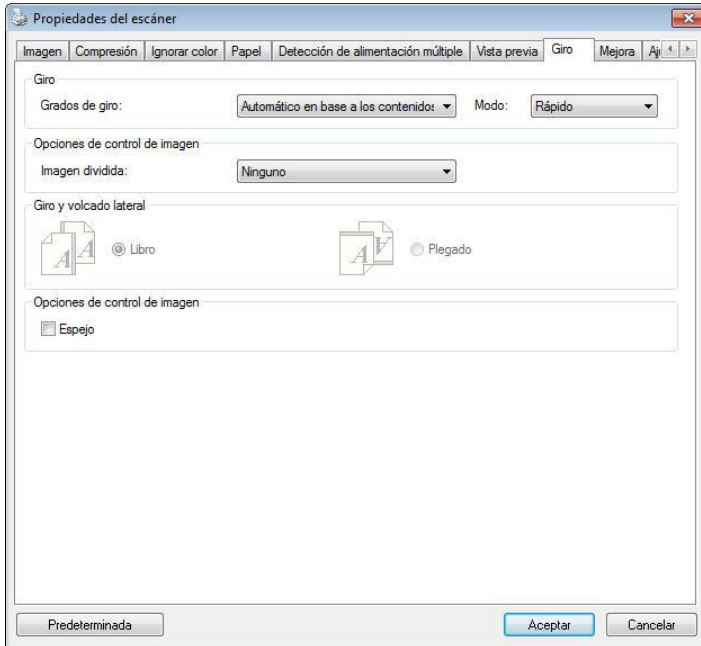 Propiedades del escáner
Imagen Compresión Ignorar color Papel Detección de alimentación múltiple Vista previa Giro Mejora
Giro
Grados de giro: Automático en base a los Modo: Rápido
Opciones de control de imagen
Imagen dividida: Ninguno
Giro y volcado lateral
A A Libro A A Plegado
Opciones de control de imagen
Espejo
Predeterminada Aceptar Cancelar